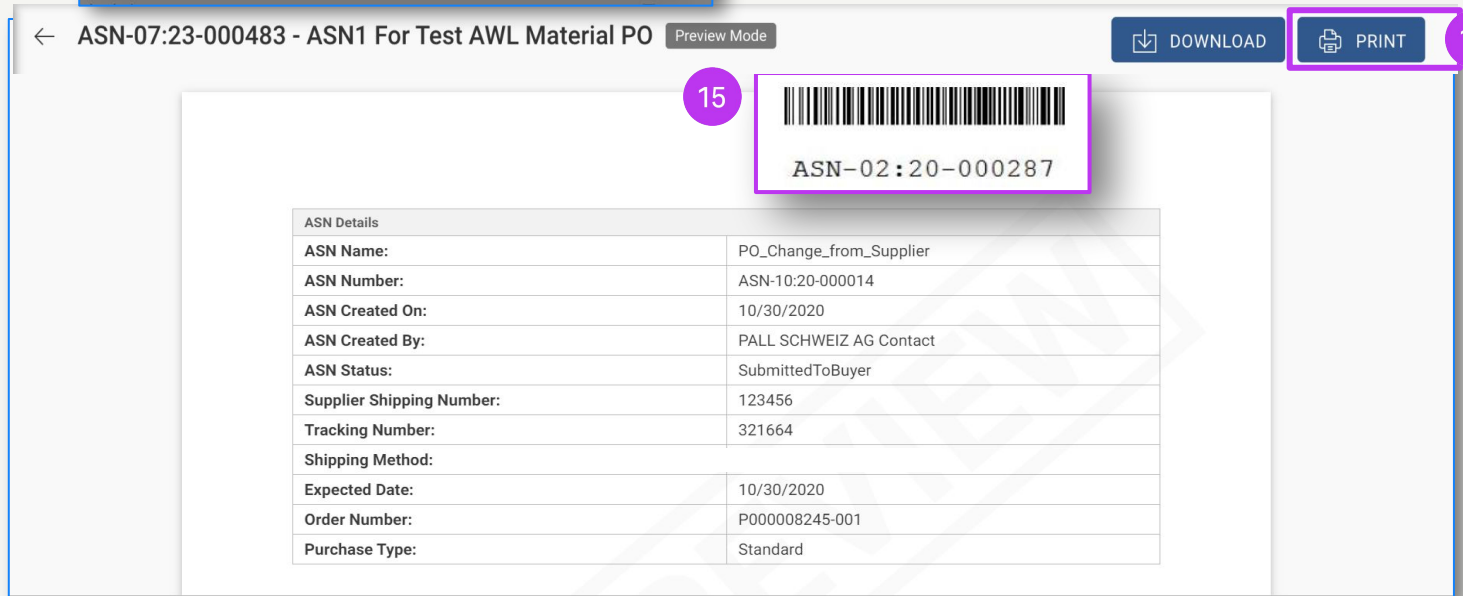 ← ASN-07:23-000483 - ASN1 For Test AWL Material PO Preview Mode DOWNLOAD PRINT
15
ASN-02:20-000287
ASN Details
ASN Name: PO_Change_from_Supplier
ASN Number: ASN-10:20-000014
ASN Created On: 10/30/2020
ASN Created By: PALL SCHWEIZ AG Contact
ASN Status: SubmittedToBuyer
Supplier Shipping Number: 123456
Tracking Number: 321664
Shipping Method:
Expected Date: 10/30/2020
Order Number: P000008245-001
Purchase Type: Standard
PREVIEW